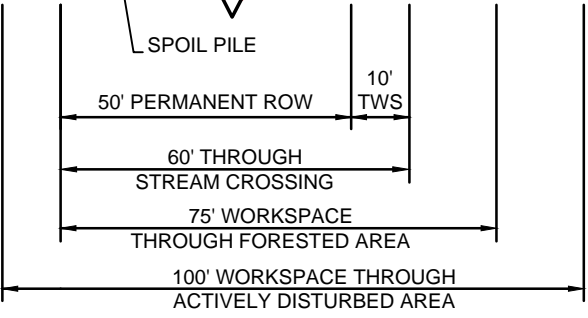 SPOIL PILE
10'
50' PERMANENT ROW TWS
60' THROUGH
STREAM CROSSING
75' WORKSPACE
THROUGH FORESTED AREA
100' WORKSPACE THROUGH
ACTIVELY DISTURBED AREA